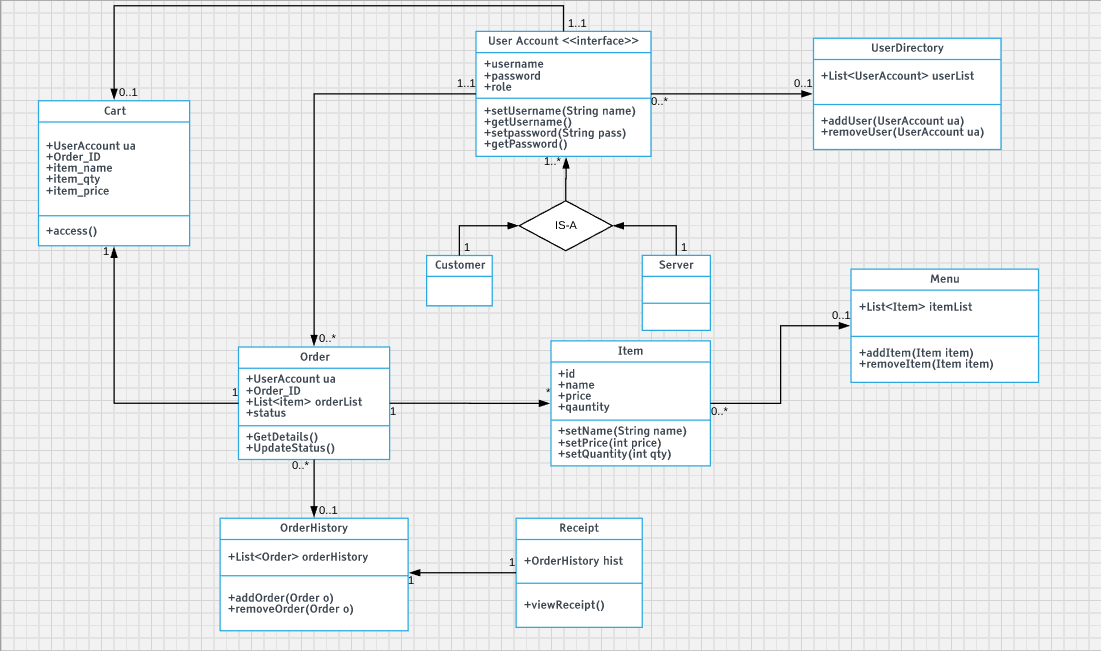 1..1
User Account <<interface>>
+username
+password
+role
+setUsername(String name)
+getUsername()
+setpassword(String pass)
+getPassword()
1..1
0..*
0..1
UserDirectory
+List<UserAccount> userList
+addUser(UserAccount ua)
+removeUser(UserAccount ua)
0..1
Cart
+UserAccount ua
+Order_ID
+item_name
+item_qty
+item_price
+access()
1
1..*
IS-A
1
1
Customer
Server
Menu
+List<Item> itemList
+addItem(Item item)
+removeItem(Item item)
0..1
0..*
Order
+UserAccount ua
+Order_ID
+List<item> orderList
+status
+GetDetails()
+UpdateStatus()
1
1
*
Item
+id
+name
+price
+qauntity
+setName(String name)
+setPrice(int price)
+setQuantity(int qty)
0..*
0..*
0..1
OrderHistory
+List<Order> orderHistory
+addOrder(Order o)
+removeOrder(Order o)
1
1
Receipt
+OrderHistory hist
+viewReceipt()